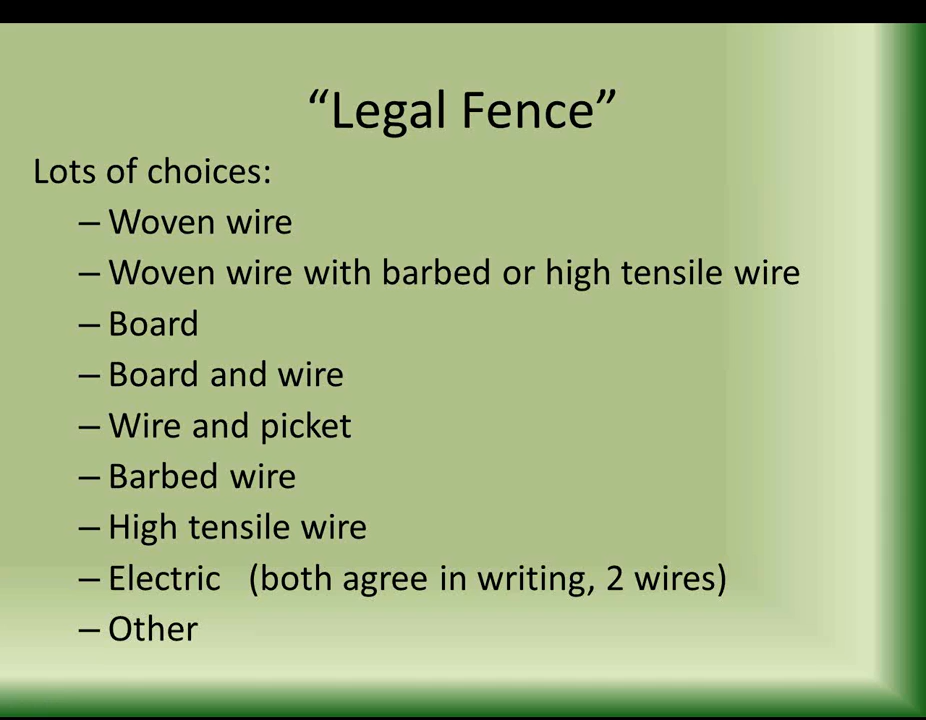 “Legal Fence”
Lots of choices:
– Woven wire
– Woven wire with barbed or high tensile wire
– Board
– Board and wire
– Wire and picket
– Barbed wire
– High tensile wire
– Electric (both agree in writing, 2 wires)
– Other